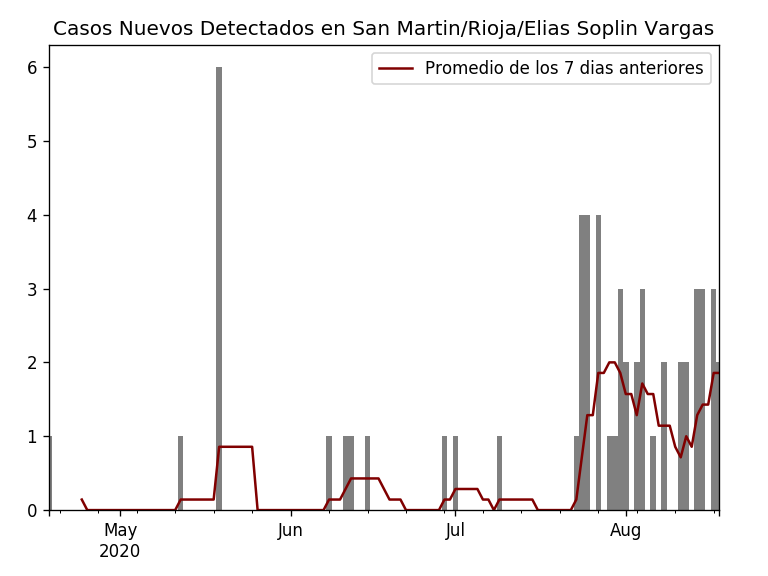 Casos Nuevos Detectados en San Martin/Rioja/Elias Soplin Vargas
Promedio de los 7 dias anteriores
6
5
4
3
2
1
0
May
2020
Jun
Jul
Aug